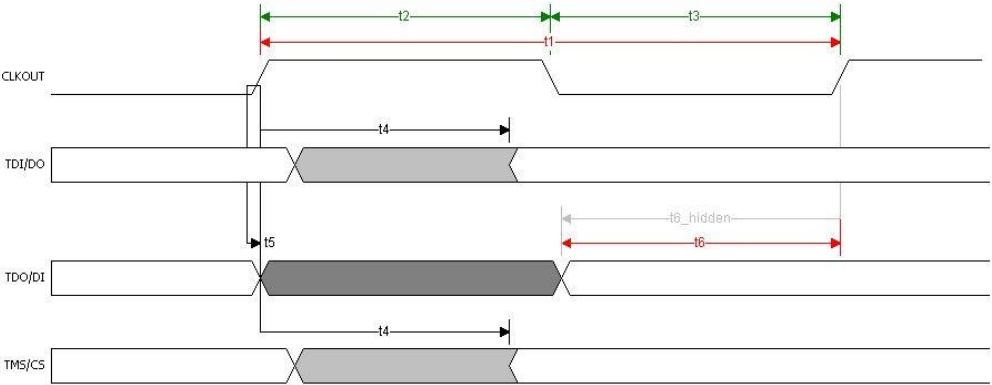 t2 t3
t1
CLKOUT
t4
TDI/DO
t6_hidden
t5 t6
TDO/DI
t4
TMS/CS